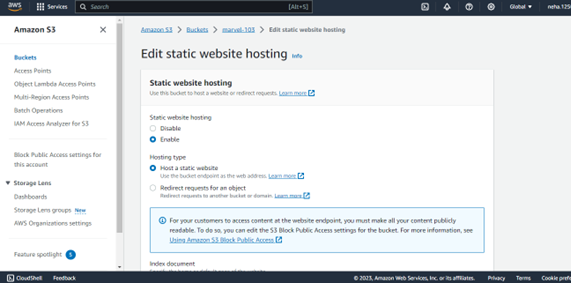 aws
Services
Search
[Alt+S]
Global
Amazon S3
Buckets
Access Points
Object Lambda Access Points
Multi-Region Access Points
Batch Operations
IAM Access Analyzer for S3
Block Public Access settings for
this account
Storage Lens
Dashboards
Storage Lens groups New
AWS Organizations settings
Feature spotlight 5
Amazon S3 > Buckets > marvel-103 > Edit static website hosting
Edit static website hosting Info
Static website hosting
Use this bucket to host a website or redirect requests. Learn more
Static website hosting
Disable
Enable
Hosting type
Host a static website
Use the bucket endpoint as the web address. Learn more
Redirect requests for an object
Redirect requests to another bucket or domain. Learn more
For your customers to access content at the website endpoint, you must make all your content publicly
readable. To do so, you can edit the S3 Block Public Access settings for the bucket. For more information, see
Using Amazon S3 Block Public Access
Index document
CloudShell Feedback
© 2023, Amazon Web Services, Inc. or its affiliates. Privacy Terms Cookie